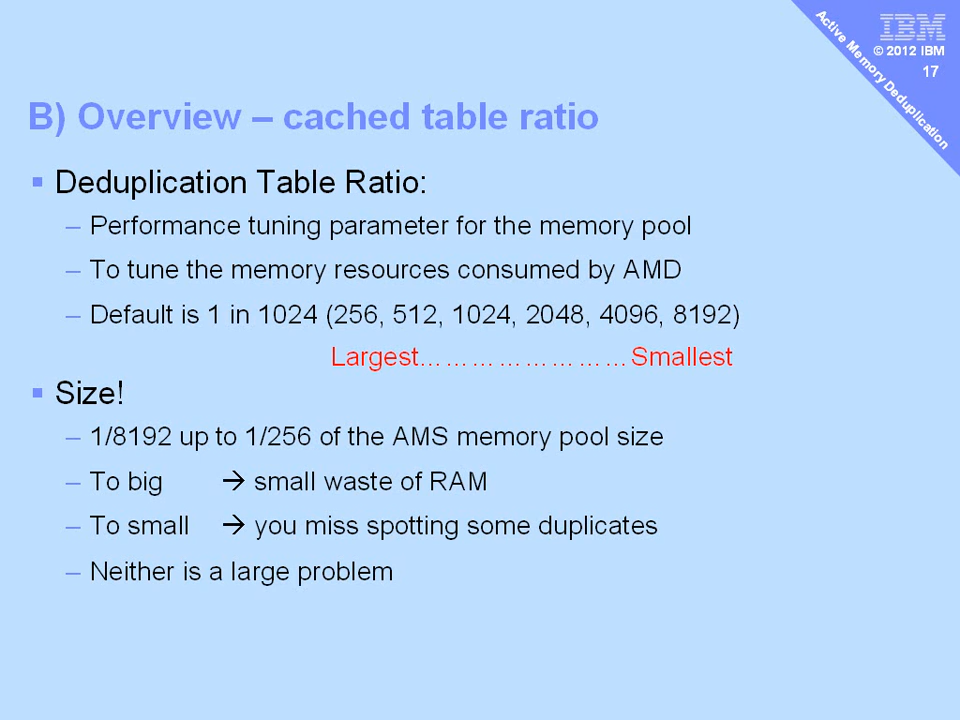 Active Memory Deduplication
IBM
© 2012 IBM
17
B) Overview – cached table ratio
▪ Deduplication Table Ratio:
– Performance tuning parameter for the memory pool
– To tune the memory resources consumed by AMD
– Default is 1 in 1024 (256, 512, 1024, 2048, 4096, 8192)
Largest……………………Smallest
▪ Size!
– 1/8192 up to 1/256 of the AMS memory pool size
– To big → small waste of RAM
– To small → you miss spotting some duplicates
– Neither is a large problem